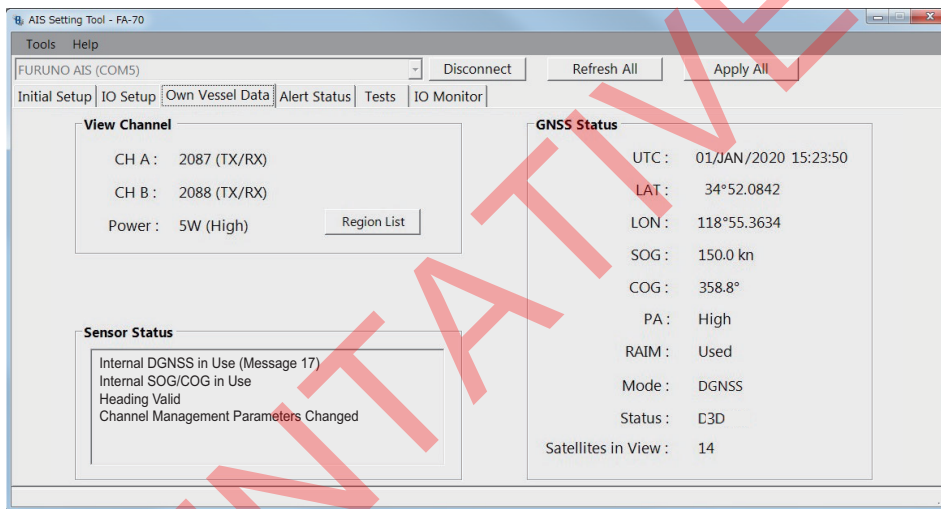 AIS Setting Tool - FA-70
Tools Help
FURUNO AIS (COM5) Disconnect Refresh All Apply All
Initial Setup IO Setup Own Vessel Data Alert Status Tests IO Monitor
View Channel
CH A : 2087 (TX/RX)
CH B : 2088 (TX/RX)
Power : 5W (High) Region List
Sensor Status
Internal DGNSS in Use (Message 17)
Internal SOG/COG in Use
Heading Valid
Channel Management Parameters Changed
GNSS Status
UTC : 01/JAN/2020 15:23:50
LAT : 34°52.0842
LON : 118°55.3634
SOG : 150.0 kn
COG : 358.8°
PA : High
RAIM : Used
Mode : DGNSS
Status : D3D
Satellites in View : 14
NTATIVE